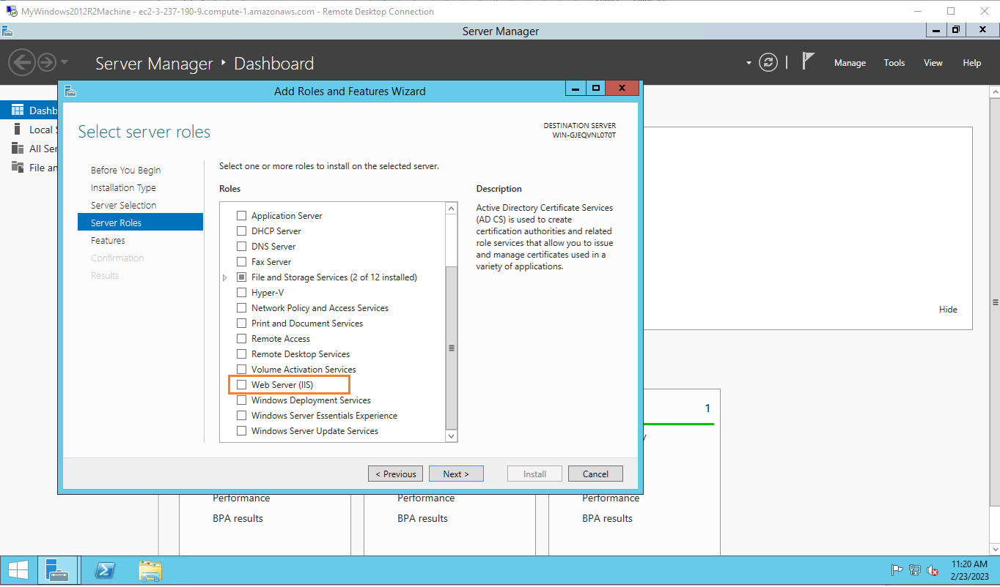 MyWindows2012R2Machine - ec2-3-237-190-9.compute-1.amazonaws.com - Remote Desktop Connection
Server Manager
Server Manager
Dashboard
Manage
Tools
View
Help
Dashb
Local S
All Ser
File an
Add Roles and Features Wizard
Select server roles
DESTINATION SERVER
WIN-GJEQVNL070T
Before You Begin
Installation Type
Server Selection
Server Roles
Features
Confirmation
Results
Select one or more roles to install on the selected server.
Roles
Application Server
DHCP Server
DNS Server
Fax Server
File and Storage Services (2 of 12 installed)
Hyper-V
Network Policy and Access Services
Print and Document Services
Remote Access
Remote Desktop Services
Volume Activation Services
Web Server (IIS)
Windows Deployment Services
Windows Server Essentials Experience
Windows Server Update Services
Description
Active Directory Certificate Services
(AD CS) is used to create
certification authorities and related
role services that allow you to issue
and manage certificates used in a
variety of applications.
< Previous
Next >
Install
Cancel
Hide
1
Performance
BPA results
Performance
BPA results
Performance
BPA results
11:20 AM
2/23/2023